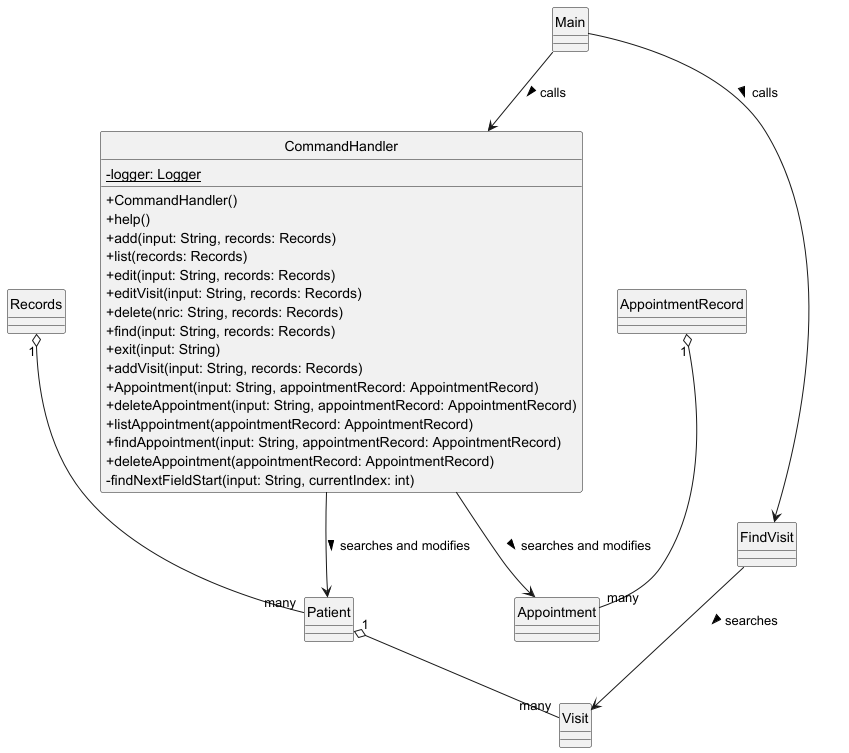 Main
calls
calls
CommandHandler
-logger: Logger
+CommandHandler()
+help()
+add(input: String, records: Records)
+list(records: Records)
+edit(input: String, records: Records)
+editVisit(input: String, records: Records)
+delete(nric: String, records: Records)
+find(input: String, records: Records)
+exit(input: String)
+addVisit(input: String, records: Records)
+Appointment(input: String, appointmentRecord: AppointmentRecord)
+deleteAppointment(input: String, appointmentRecord: AppointmentRecord)
+listAppointment(appointmentRecord: AppointmentRecord)
+findAppointment(input: String, appointmentRecord: AppointmentRecord)
+deleteAppointment(appointmentRecord: AppointmentRecord)
-findNextFieldStart(input: String, currentIndex: int)
Records
1
AppointmentRecord
1
searches and modifies
searches and modifies
FindVisit
many
Patient
1
Appointment
many
searches
many
Visit